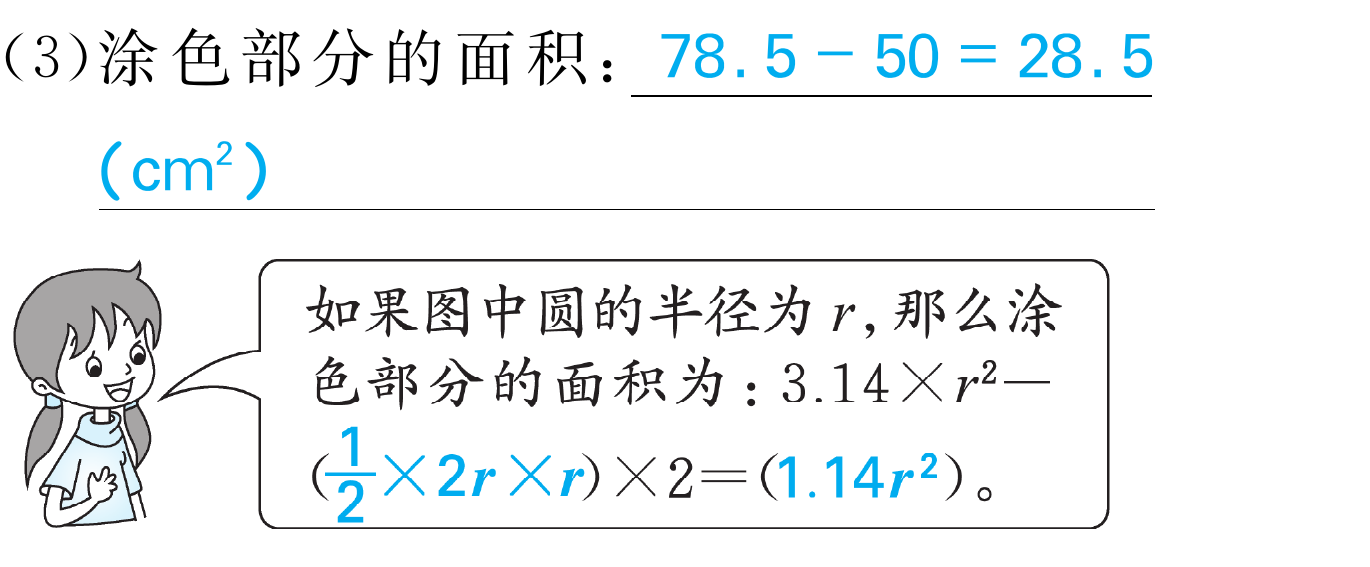 (3)涂色部分的面积：78.5－50＝28.5
(cm²)
如果图中圆的半径为 r，那么涂
色部分的面积为：3.14×r²—
(1/2×2r×r)×2=(1.14r²)。